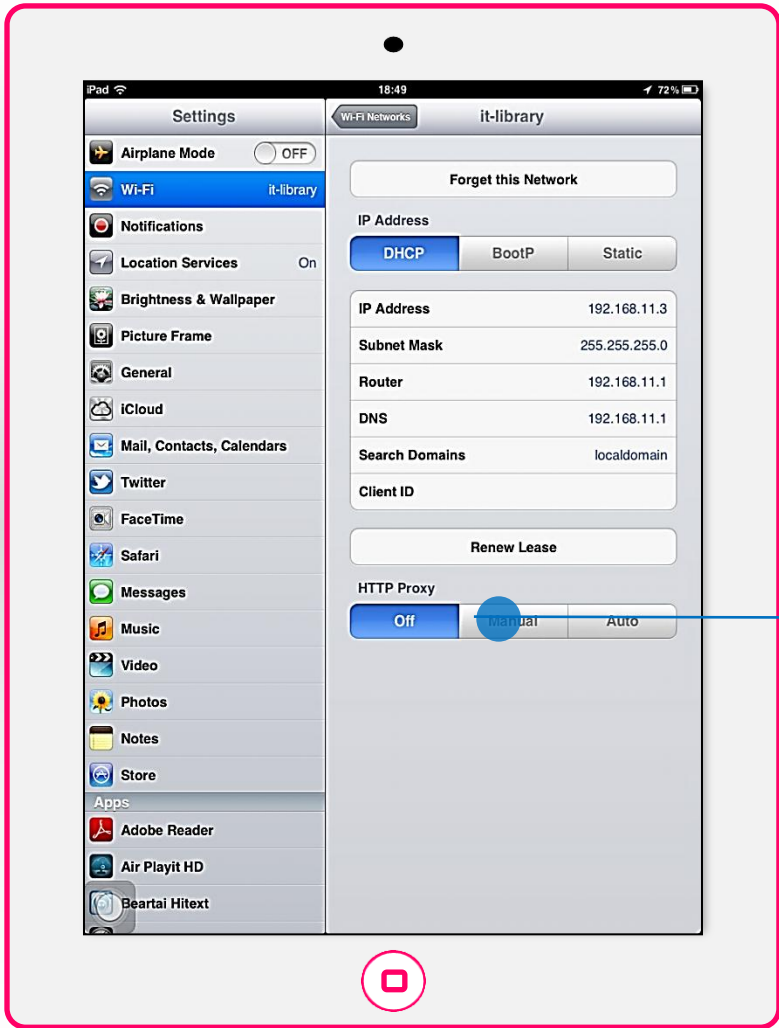 iPad 18:49 72%
Settings
Airplane Mode OFF
Wi-Fi it-library
Notifications
Location Services On
Brightness & Wallpaper
Picture Frame
General
iCloud
Mail, Contacts, Calendars
Twitter
FaceTime
Safari
Messages
Music
Video
Photos
Notes
Store
Apps
Adobe Reader
Air Playit HD
Beartai Hitext
Wi-Fi Networks it-library
Forget this Network
IP Address
DHCP BootP Static
IP Address 192.168.11.3
Subnet Mask 255.255.255.0
Router 192.168.11.1
DNS 192.168.11.1
Search Domains localdomain
Client ID
Renew Lease
HTTP Proxy
Off Manual Auto